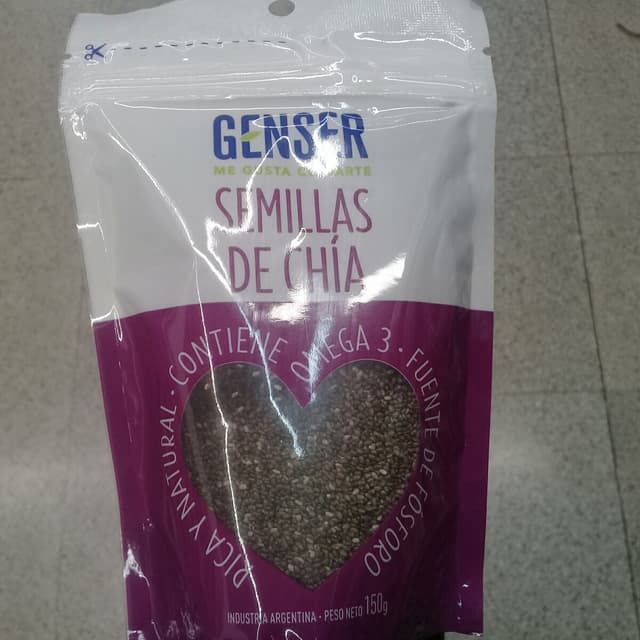 GENSER
ME GUSTA CUIDARTE
SEMILLAS
DE CHÍA
RICA Y NATURAL · CONTIENE OMEGA 3 · FUENTE DE FÓSFORO
INDUSTRIA ARGENTINA · PESO NETO 150g